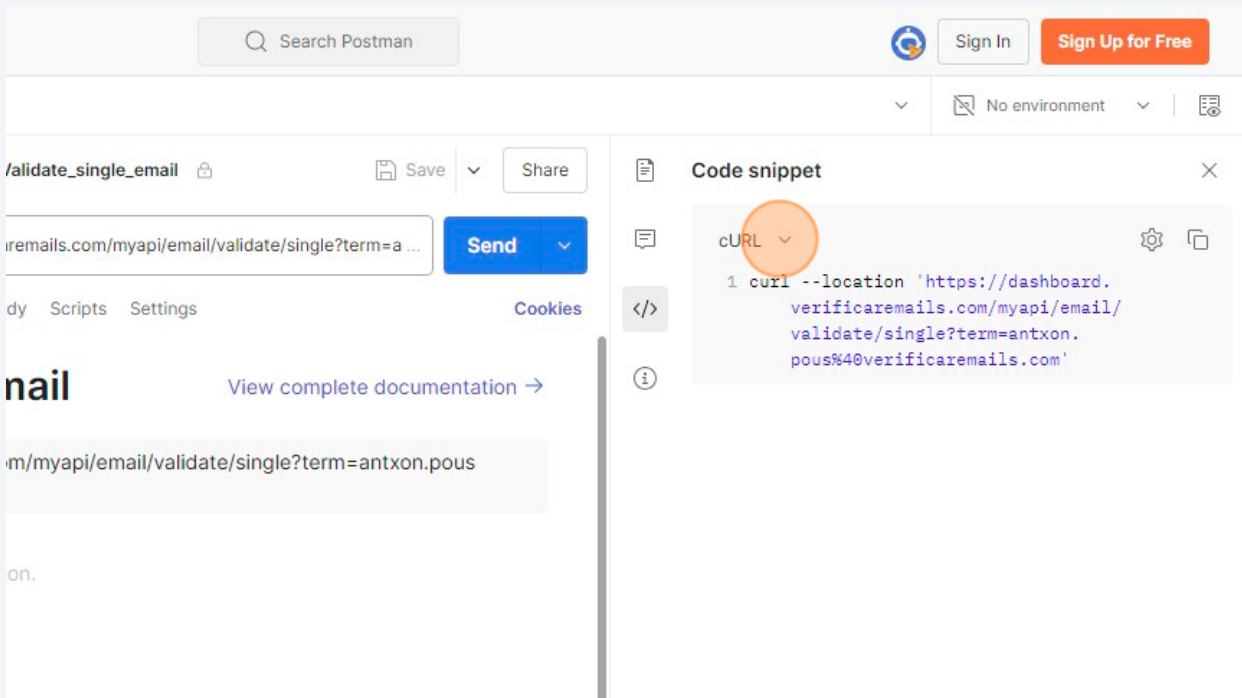 Search Postman
Sign In
Sign Up for Free
No environment
Validate_single_email
Save
Share
Code snippet
aremails.com/myapi/email/validate/single?term=a ...
Send
cURL
dy Scripts Settings
Cookies
1 curl --location 'https://dashboard.
verificaremails.com/myapi/email/
validate/single?term=antxon.
pous%40verificaremails.com'
mail
View complete documentation →
om/myapi/email/validate/single?term=antxon.pous
on.